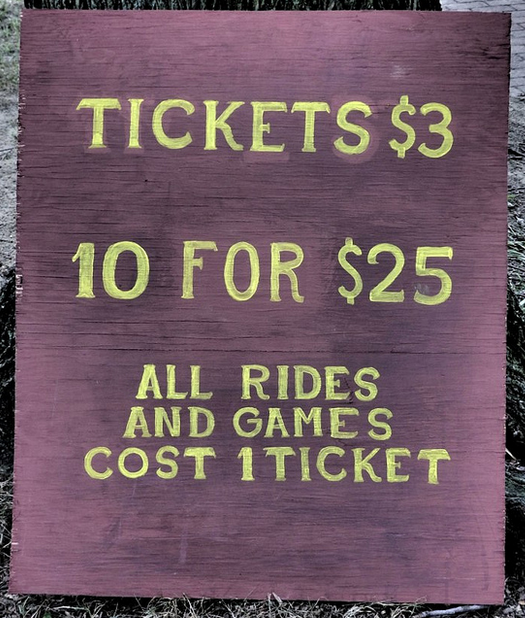 TICKETS $3
10 FOR $25
ALL RIDES
AND GAMES
COST 1 TICKET